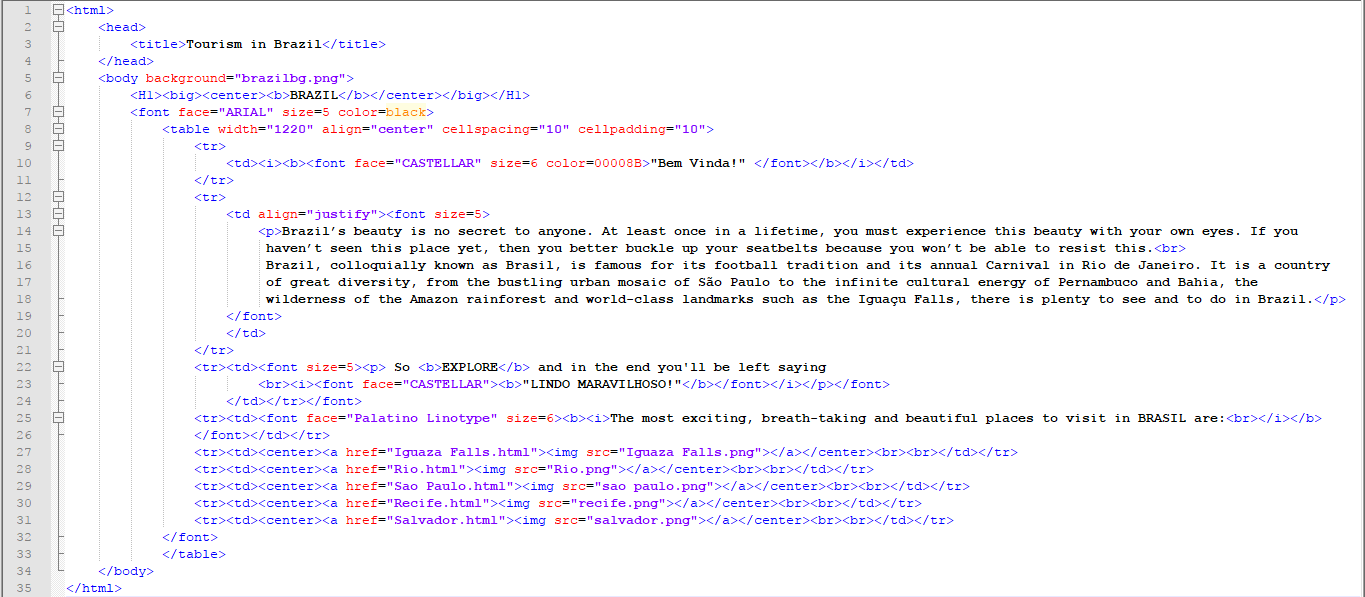 1 <html>
2 <head>
3 <title>Tourism in Brazil</title>
4 </head>
5 <body background="brazilbg.png">
6 <H1><big><center><b>BRAZIL</b></center></big></H1>
7 <font face="ARIAL" size=5 color=black>
8 <table width="1220" align="center" cellspacing="10" cellpadding="10">
9 <tr>
10 <td><i><b><font face="CASTELLAR" size=6 color=00008B>"Bem Vinda!" </font></b></i></td>
11 </tr>
12 <tr>
13 <td align="justify"><font size=5>
14 <p>Brazil’s beauty is no secret to anyone. At least once in a lifetime, you must experience this beauty with your own eyes. If you
15 haven’t seen this place yet, then you better buckle up your seatbelts because you won’t be able to resist this.<br>
16 Brazil, colloquially known as Brasil, is famous for its football tradition and its annual Carnival in Rio de Janeiro. It is a country
17 of great diversity, from the bustling urban mosaic of São Paulo to the infinite cultural energy of Pernambuco and Bahia, the
18 wilderness of the Amazon rainforest and world-class landmarks such as the Iguaçu Falls, there is plenty to see and to do in Brazil.</p>
19 </font>
20 </td>
21 </tr>
22 <tr><td><font size=5><p> So <b>EXPLORE</b> and in the end you'll be left saying
23 <br><i><font face="CASTELLAR"><b>"LINDO MARAVILHOSO!"</b></font></i></p></font>
24 </td></tr></font>
25 <tr><td><font face="Palatino Linotype" size=6><b><i>The most exciting, breath-taking and beautiful places to visit in BRASIL are:<br></i></b>
26 </font></td></tr>
27 <tr><td><center><a href="Iguaza Falls.html"><img src="Iguaza Falls.png"></a></center><br><br></td></tr>
28 <tr><td><center><a href="Rio.html"><img src="Rio.png"></a></center><br><br></td></tr>
29 <tr><td><center><a href="Sao Paulo.html"><img src="sao paulo.png"></a></center><br><br></td></tr>
30 <tr><td><center><a href="Recife.html"><img src="recife.png"></a></center><br><br></td></tr>
31 <tr><td><center><a href="Salvador.html"><img src="salvador.png"></a></center><br><br></td></tr>
32 </font>
33 </table>
34 </body>
35 </html>